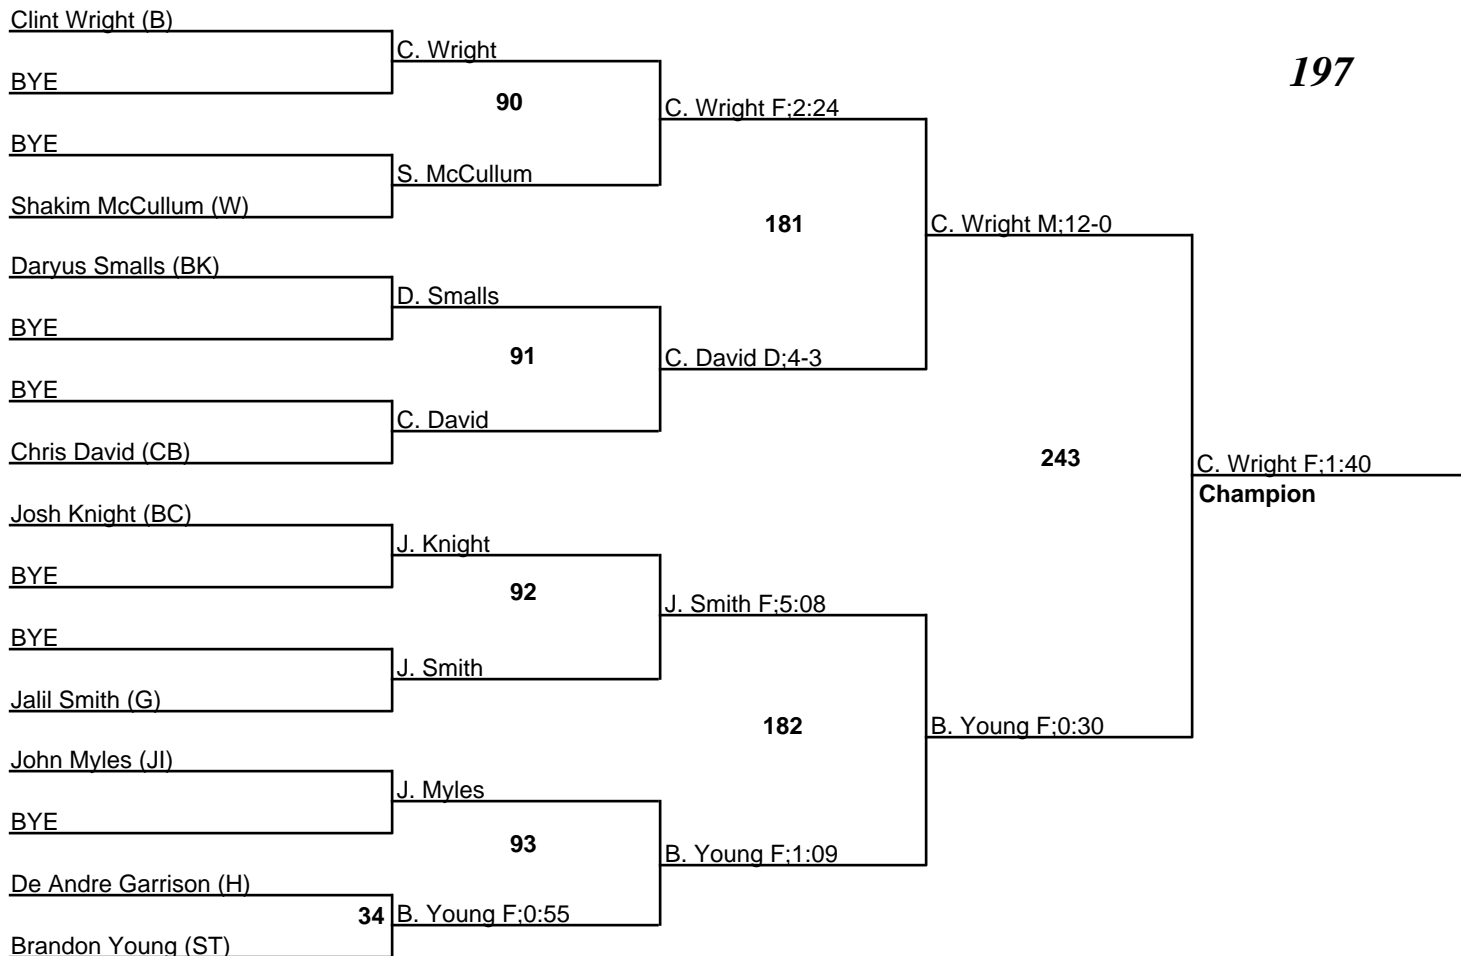 Clint Wright (B)
C. Wright
197
BYE
90
C. Wright F;2:24
BYE
S. McCullum
Shakim McCullum (W)
181
C. Wright M;12-0
Daryus Smalls (BK)
D. Smalls
BYE
91
C. David D;4-3
BYE
C. David
Chris David (CB)
243
C. Wright F;1:40
Champion
Josh Knight (BC)
J. Knight
BYE
92
J. Smith F;5:08
BYE
J. Smith
Jalil Smith (G)
182
B. Young F;0:30
John Myles (JI)
J. Myles
BYE
93
B. Young F;1:09
De Andre Garrison (H)
34
B. Young F;0:55
Brandon Young (ST)